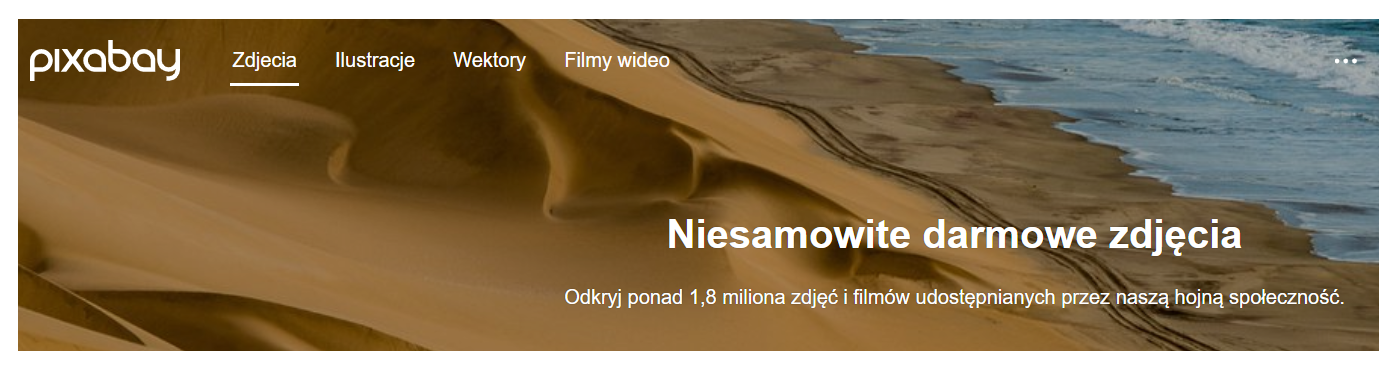 pixabay Zdjecia Ilustracje Wektory Filmy wideo
Niesamowite darmowe zdjęcia
Odkryj ponad 1,8 miliona zdjęć i filmów udostępnianych przez naszą hojną społeczność.